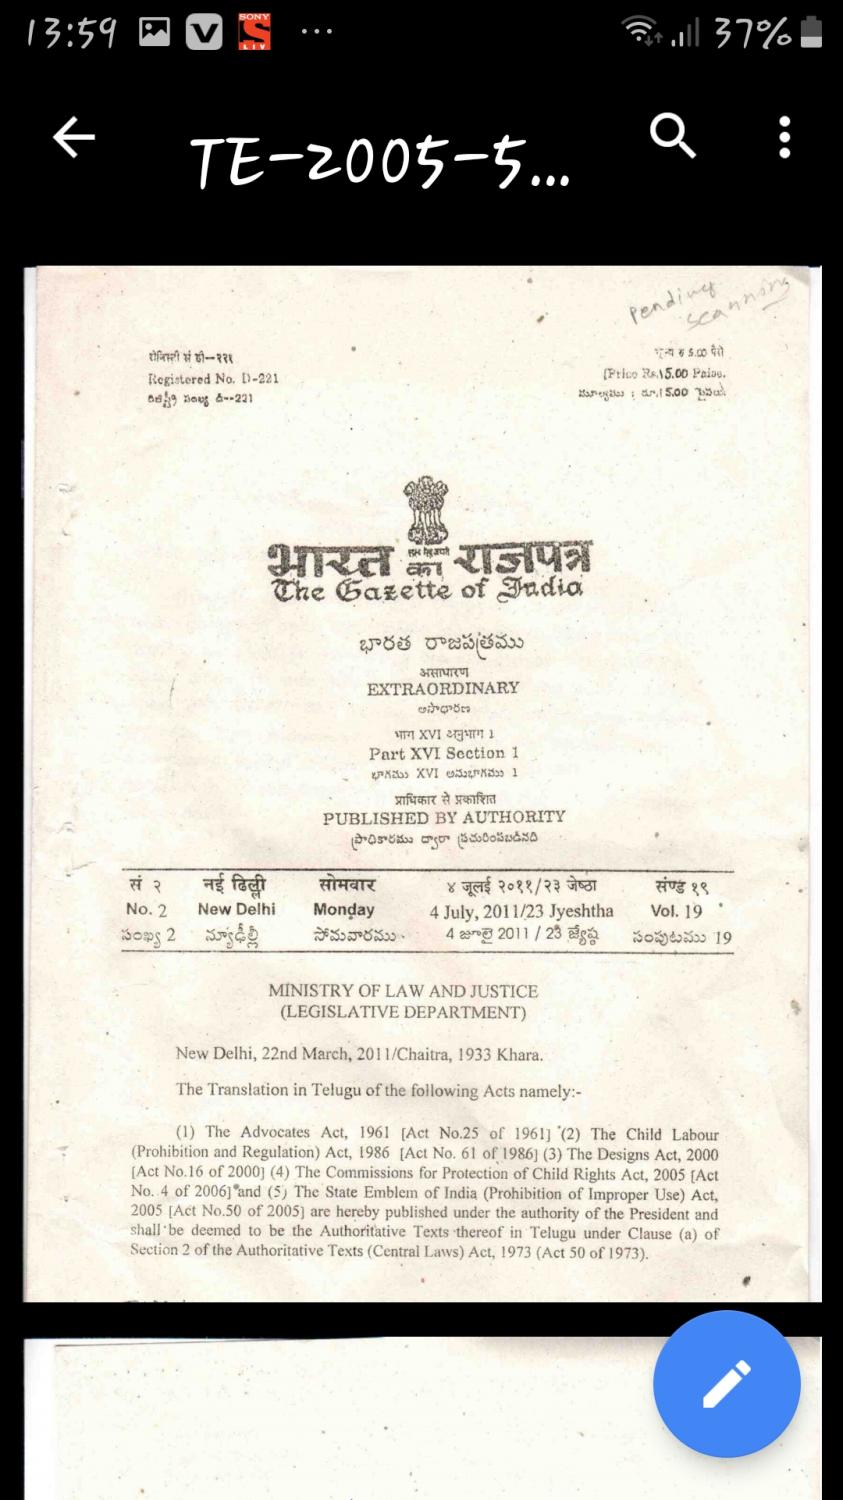 13:59
SONY
LIV
37%
TE-2005-5...
pending
scanning
रजिस्ट्री सं डी—२२१
Registered No. D-221
రిజిస్ట్రీ సంఖ్య డి--221
5.00
[Price Rs.15.00 Paise.
మూల్యము : రూ.15.00 పైసలు
भारत का राजपत्र
The Gazette of India
భారత రాజపత్రము
असाधारण
EXTRAORDINARY
అసాధారణ
भाग XVI अनुभाग 1
Part XVI Section 1
భాగము XVI అనుభాగము 1
प्राधिकार से प्रकाशित
PUBLISHED BY AUTHORITY
ప్రాధికారము ద్వారా ప్రచురింపబడినది
सं २ नई दिल्ली सोमवार ४ जूलई २०११/२३ जेष्ठा खंण्ड १९
No. 2 New Delhi Monday 4 July, 2011/23 Jyeshtha Vol. 19
సంఖ్య 2 న్యూఢిల్లీ సోమవారము 4 జూలై 2011 / 23 జ్యేష్ఠ సంపుటము 19
MINISTRY OF LAW AND JUSTICE
(LEGISLATIVE DEPARTMENT)
New Delhi, 22nd March, 2011/Chaitra, 1933 Khara.
The Translation in Telugu of the following Acts namely:-
(1) The Advocates Act, 1961 [Act No.25 of 1961] (2) The Child Labour
(Prohibition and Regulation) Act, 1986 [Act No. 61 of 1986] (3) The Designs Act, 2000
[Act No.16 of 2000] (4) The Commissions for Protection of Child Rights Act, 2005 [Act
No. 4 of 2006] and (5) The State Emblem of India (Prohibition of Improper Use) Act,
2005 [Act No.50 of 2005] are hereby published under the authority of the President and
shall be deemed to be the Authoritative Texts thereof in Telugu under Clause (a) of
Section 2 of the Authoritative Texts (Central Laws) Act, 1973 (Act 50 of 1973).